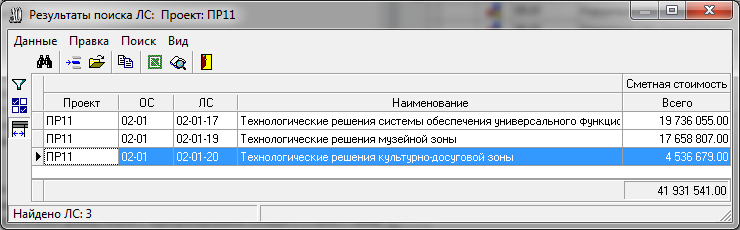 Результаты поиска ЛС: Проект: ПР11
Данные Правка Поиск Вид
Сметная стоимость
Проект ОС ЛС Наименование Всего
ПР11 02-01 02-01-17 Технологические решения системы обеспечения универсального функци 19 736 055.00
ПР11 02-01 02-01-19 Технологические решения музейной зоны 17 658 807.00
ПР11 02-01 02-01-20 Технологические решения культурно-досуговой зоны 4 536 679.00
41 931 541.00
Найдено ЛС: 3